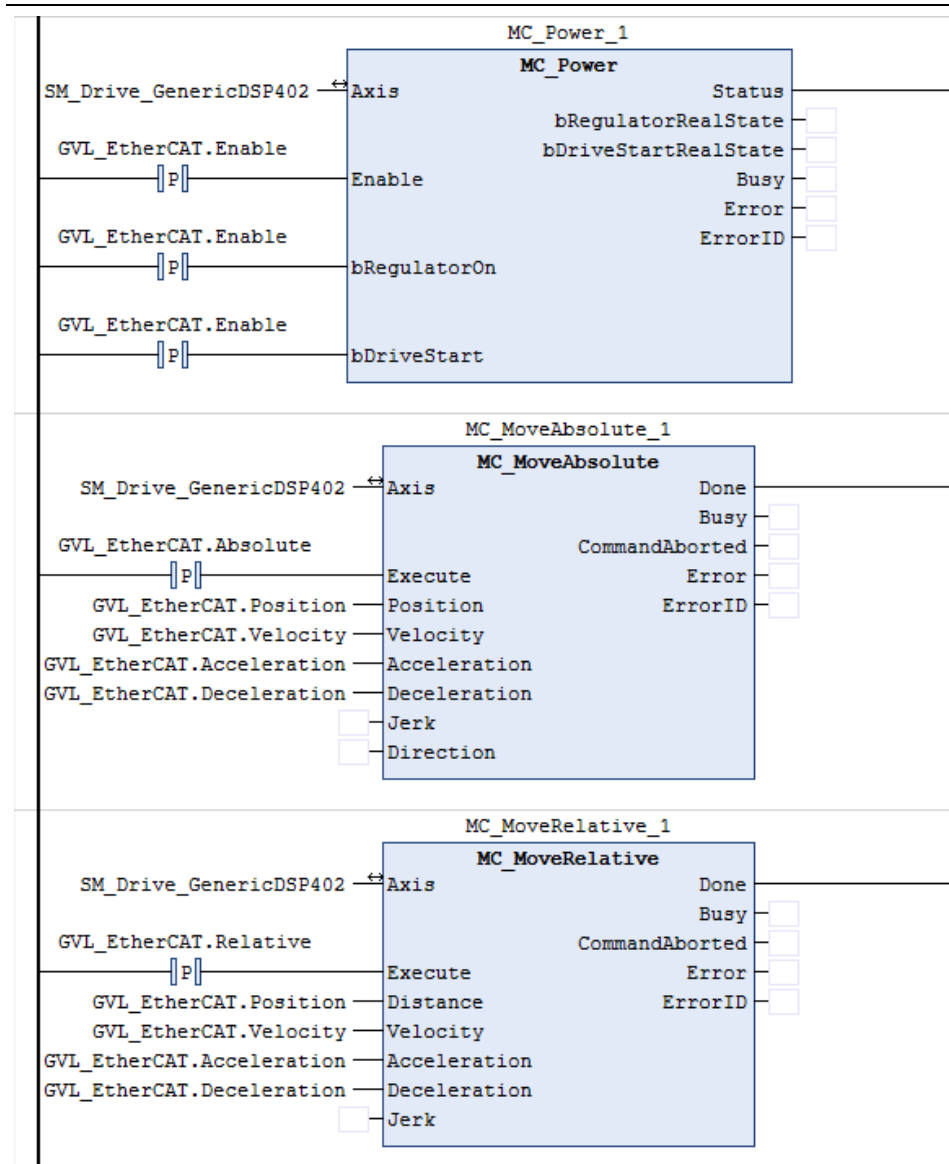 MC_Power_1
MC_Power
SM_Drive_GenericDSP402 Axis Status
bRegulatorRealState
GVL_EtherCAT.Enable bDriveStartRealState
P Enable Busy
Error
GVL_EtherCAT.Enable ErrorID
P bRegulatorOn
GVL_EtherCAT.Enable
P bDriveStart
MC_MoveAbsolute_1
MC_MoveAbsolute
SM_Drive_GenericDSP402 Axis Done
Busy
GVL_EtherCAT.Absolute CommandAborted
P Execute Error
GVL_EtherCAT.Position Position ErrorID
GVL_EtherCAT.Velocity Velocity
GVL_EtherCAT.Acceleration Acceleration
GVL_EtherCAT.Deceleration Deceleration
Jerk
Direction
MC_MoveRelative_1
MC_MoveRelative
SM_Drive_GenericDSP402 Axis Done
Busy
GVL_EtherCAT.Relative CommandAborted
P Execute Error
GVL_EtherCAT.Position Distance ErrorID
GVL_EtherCAT.Velocity Velocity
GVL_EtherCAT.Acceleration Acceleration
GVL_EtherCAT.Deceleration Deceleration
Jerk